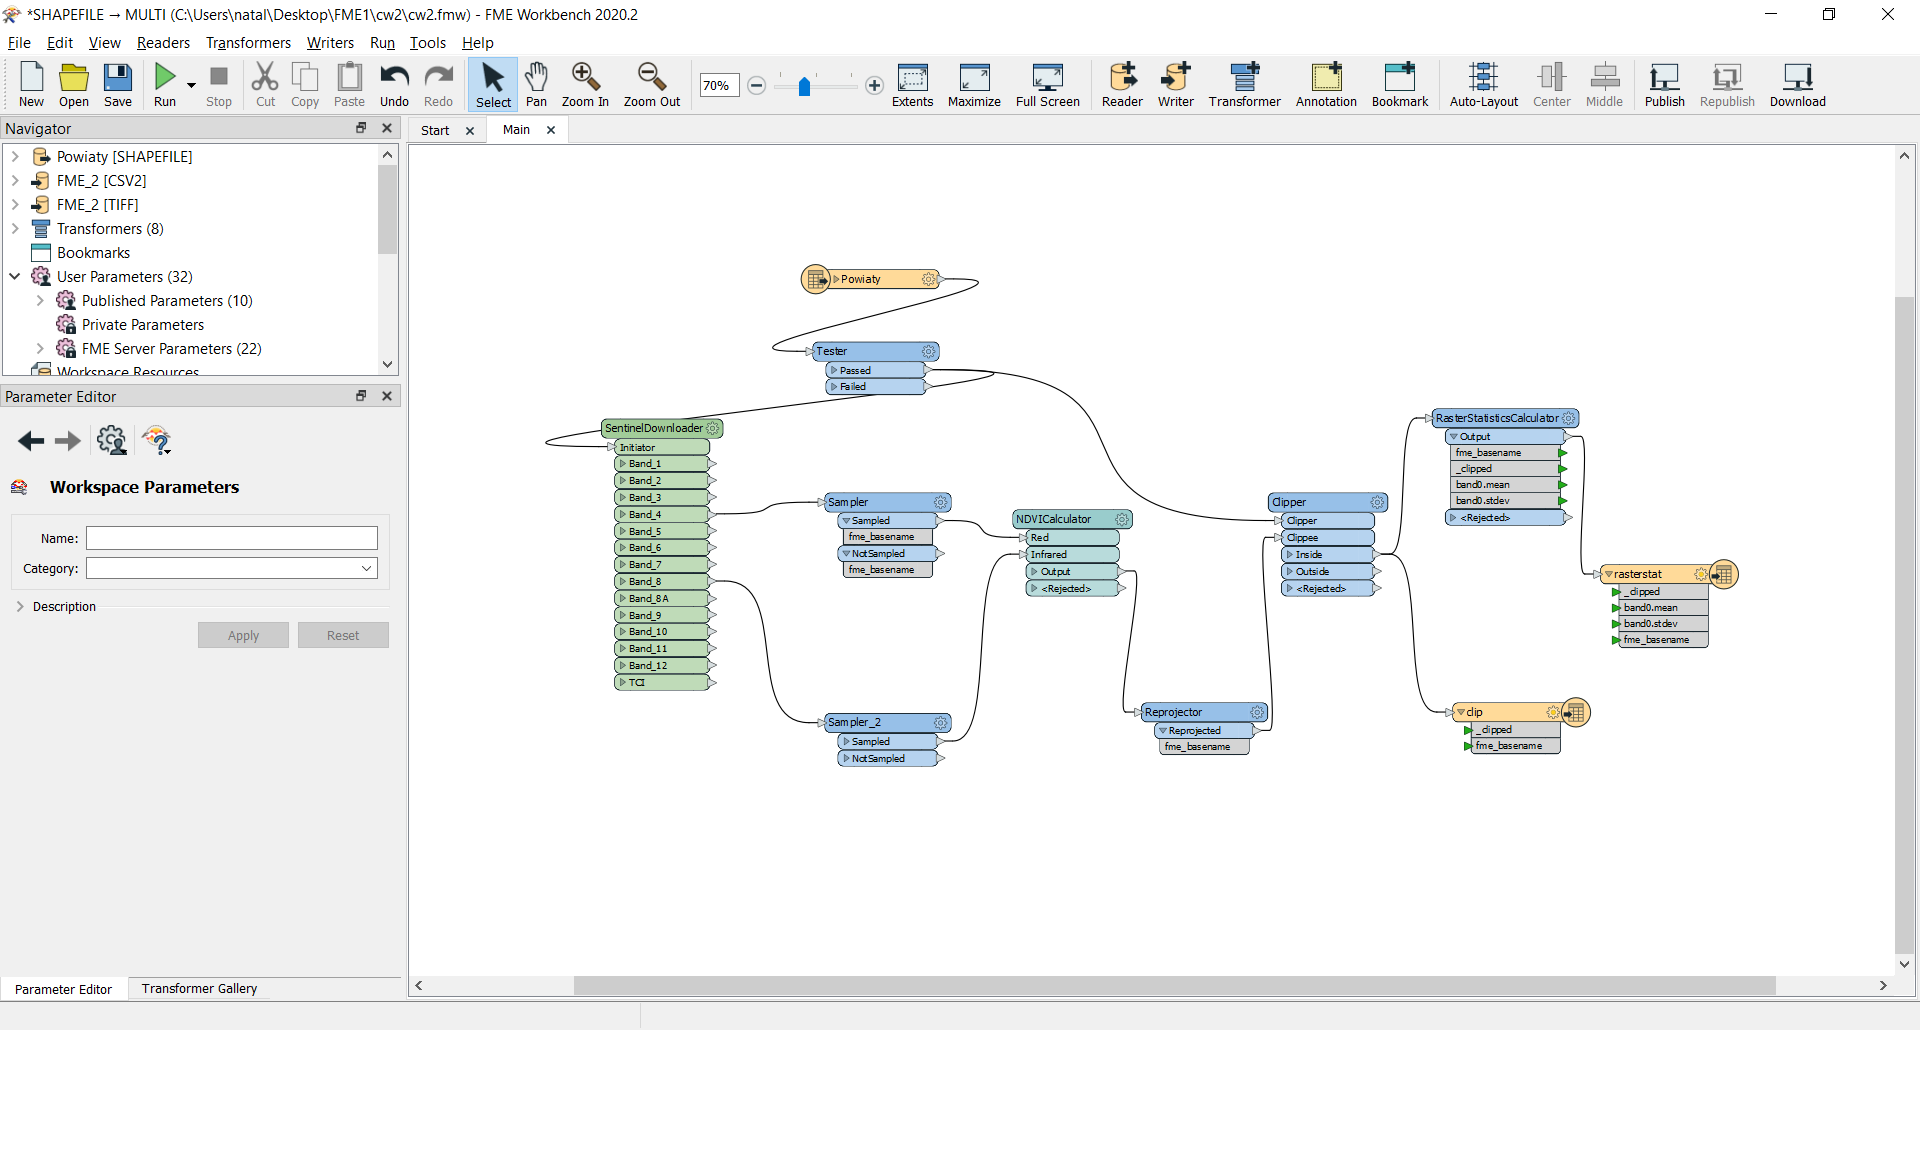 *SHAPEFILE → MULTI (C:\Users\natal\Desktop\FME1\cw2\cw2.fmw) - FME Workbench 2020.2
File Edit View Readers Transformers Writers Run Tools Help
New Open Save Run Stop Cut Copy Paste Undo Redo Select Pan Zoom In Zoom Out 70% Extents Maximize Full Screen Reader Writer Transformer Annotation Bookmark Auto-Layout Center Middle Publish Republish Download
Navigator
Powiaty [SHAPEFILE]
FME_2 [CSV2]
FME_2 [TIFF]
Transformers (8)
Bookmarks
User Parameters (32)
Published Parameters (10)
Private Parameters
FME Server Parameters (22)
Workspace Resources
Parameter Editor
Workspace Parameters
Name:
Category:
Description
Apply Reset
Parameter Editor Transformer Gallery
Start Main
Powiaty
Tester
Passed
Failed
SentinelDownloader
Initiator
Band_1
Band_2
Band_3
Band_4
Band_5
Band_6
Band_7
Band_8
Band_8A
Band_9
Band_10
Band_11
Band_12
TCI
Sampler
Sampled
fme_basename
NotSampled
fme_basename
Sampler_2
Sampled
NotSampled
NDVICalculator
Red
Infrared
Output
<Rejected>
Reprojector
Reprojected
fme_basename
Clipper
Clipper
Clippee
Inside
Outside
<Rejected>
RasterStatisticsCalculator
Output
fme_basename
_clipped
band0.mean
band0.stdev
<Rejected>
rasterstat
_clipped
band0.mean
band0.stdev
fme_basename
clip
_clipped
fme_basename